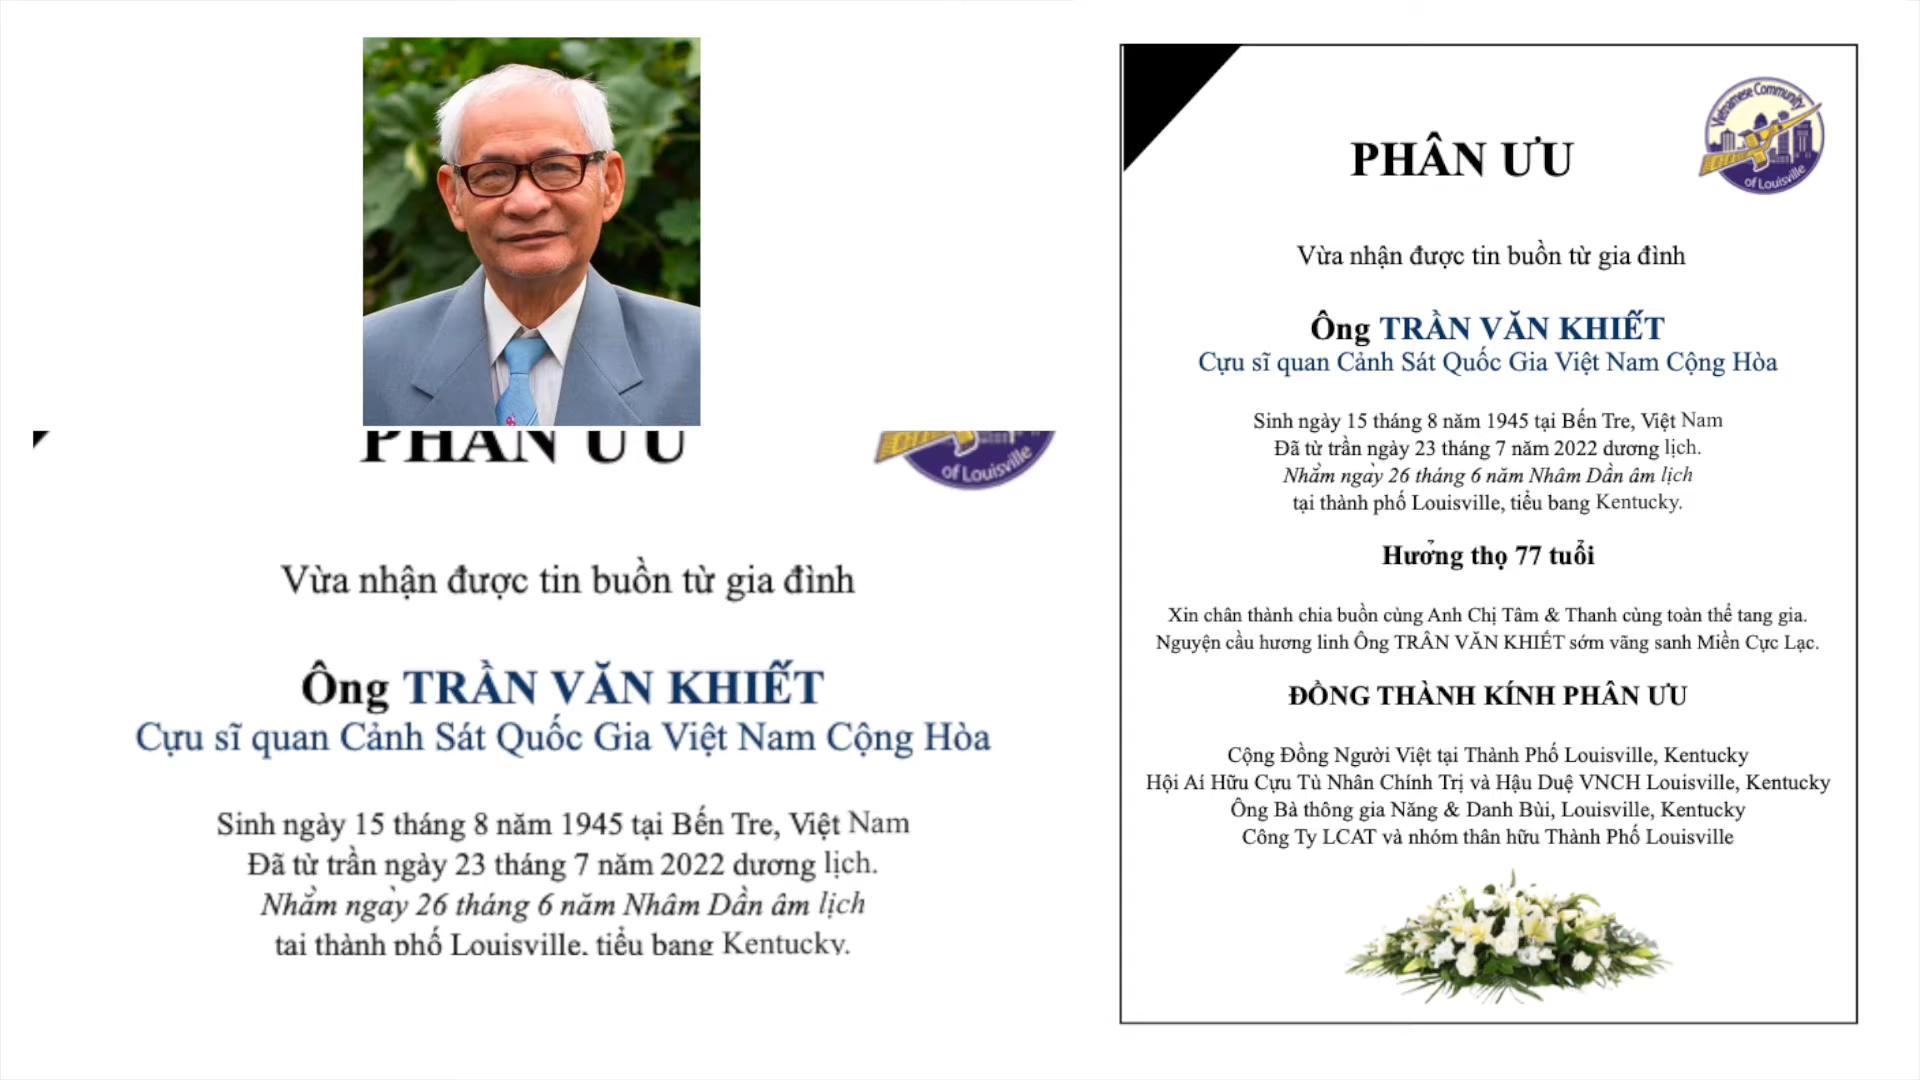 PHÂN ƯU
of Louisville
Vừa nhận được tin buồn từ gia đình
Ông TRẦN VĂN KHIẾT
Cựu sĩ quan Cảnh Sát Quốc Gia Việt Nam Cộng Hòa
Sinh ngày 15 tháng 8 năm 1945 tại Bến Tre, Việt Nam
Đã từ trần ngày 23 tháng 7 năm 2022 dương lịch.
Nhằm ngày 26 tháng 6 năm Nhâm Dần âm lịch
tại thành phố Louisville, tiểu bang Kentucky.
Vietnamese Community
of Louisville
PHÂN ƯU
Vừa nhận được tin buồn từ gia đình
Ông TRẦN VĂN KHIẾT
Cựu sĩ quan Cảnh Sát Quốc Gia Việt Nam Cộng Hòa
Sinh ngày 15 tháng 8 năm 1945 tại Bến Tre, Việt Nam
Đã từ trần ngày 23 tháng 7 năm 2022 dương lịch.
Nhằm ngày 26 tháng 6 năm Nhâm Dần âm lịch
tại thành phố Louisville, tiểu bang Kentucky.
Hưởng thọ 77 tuổi
Xin chân thành chia buồn cùng Anh Chị Tâm & Thanh cùng toàn thể tang gia.
Nguyện cầu hương linh Ông TRẦN VĂN KHIẾT sớm vãng sanh Miền Cực Lạc.
ĐỒNG THÀNH KÍNH PHÂN ƯU
Cộng Đồng Người Việt tại Thành Phố Louisville, Kentucky
Hội Aí Hữu Cựu Tù Nhân Chính Trị và Hậu Duệ VNCH Louisville, Kentucky
Ông Bà thông gia Năng & Danh Bùi, Louisville, Kentucky
Công Ty LCAT và nhóm thân hữu Thành Phố Louisville